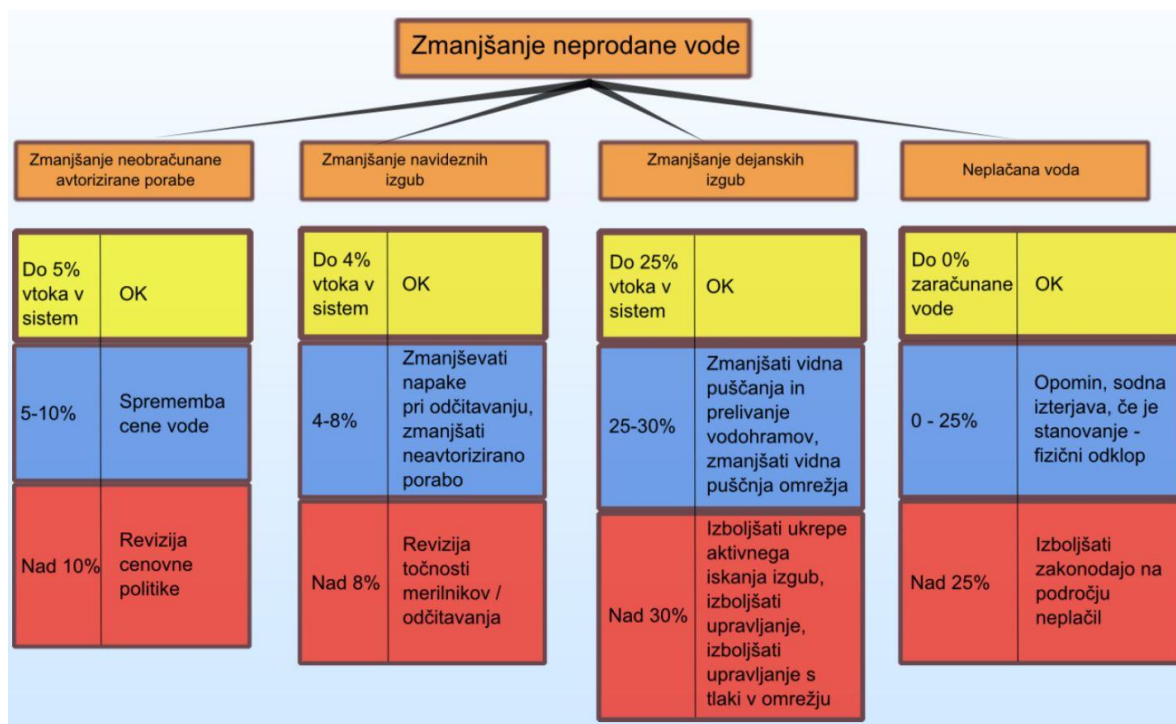 Zmanjšanje neprodane vode
Zmanjšanje neobračunane
avtorizirane porabe
Do 5%
vtoka v
sistem
OK
5-10%
Sprememba
cene vode
Nad 10%
Revizija
cenovne
politike
Zmanjšanje navideznih
izgub
Do 4%
vtoka v
sistem
OK
4-8%
Zmanjševati
napake
pri odčitavanju,
zmanjšati
neavtorizirano
porabo
Nad 8%
Revizija
točnosti
merilnikov /
odčitavanja
Zmanjšanje dejanskih
izgub
Do 25%
vtoka v
sistem
OK
25-30%
Zmanjšati vidna
puščanja in
prelivanje
vodohramov,
zmanjšati vidna
puščnja omrežja
Nad 30%
Izboljšati ukrepe
aktivnega
iskanja izgub,
izboljšati
upravljanje,
izboljšati
upravljanje s
tlaki v omrežju
Neplačana voda
Do 0%
zaračunane
vode
OK
0 - 25%
Opomin, sodna
izterjava, če je
stanovanje -
fizični odklop
Nad 25%
Izboljšati
zakonodajo na
področju
neplačil